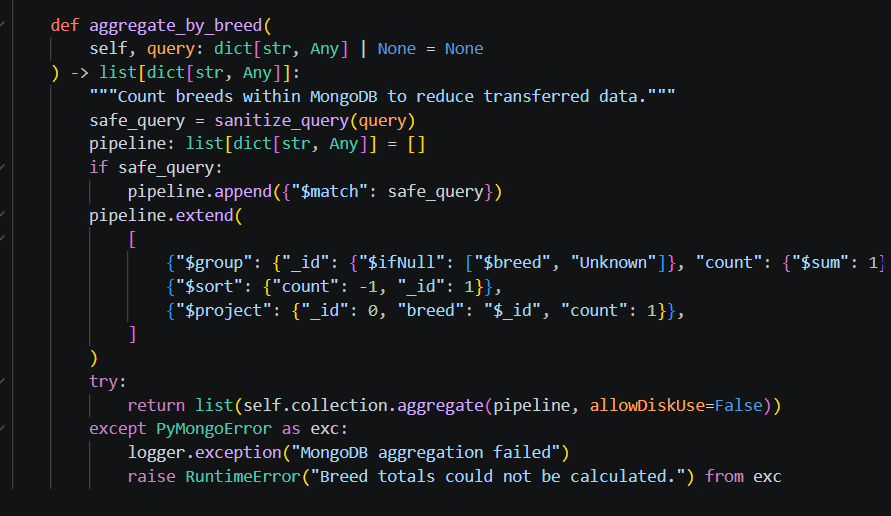 def aggregate_by_breed(
    self, query: dict[str, Any] | None = None
) -> list[dict[str, Any]]:
    """Count breeds within MongoDB to reduce transferred data."""
    safe_query = sanitize_query(query)
    pipeline: list[dict[str, Any]] = []
    if safe_query:
        pipeline.append({"$match": safe_query})
    pipeline.extend(
        [
            {"$group": {"_id": {"$ifNull": ["$breed", "Unknown"]}, "count": {"$sum": 1}
            {"$sort": {"count": -1, "_id": 1}},
            {"$project": {"_id": 0, "breed": "$_id", "count": 1}},
        ]
    )
    try:
        return list(self.collection.aggregate(pipeline, allowDiskUse=False))
    except PyMongoError as exc:
        logger.exception("MongoDB aggregation failed")
        raise RuntimeError("Breed totals could not be calculated.") from exc